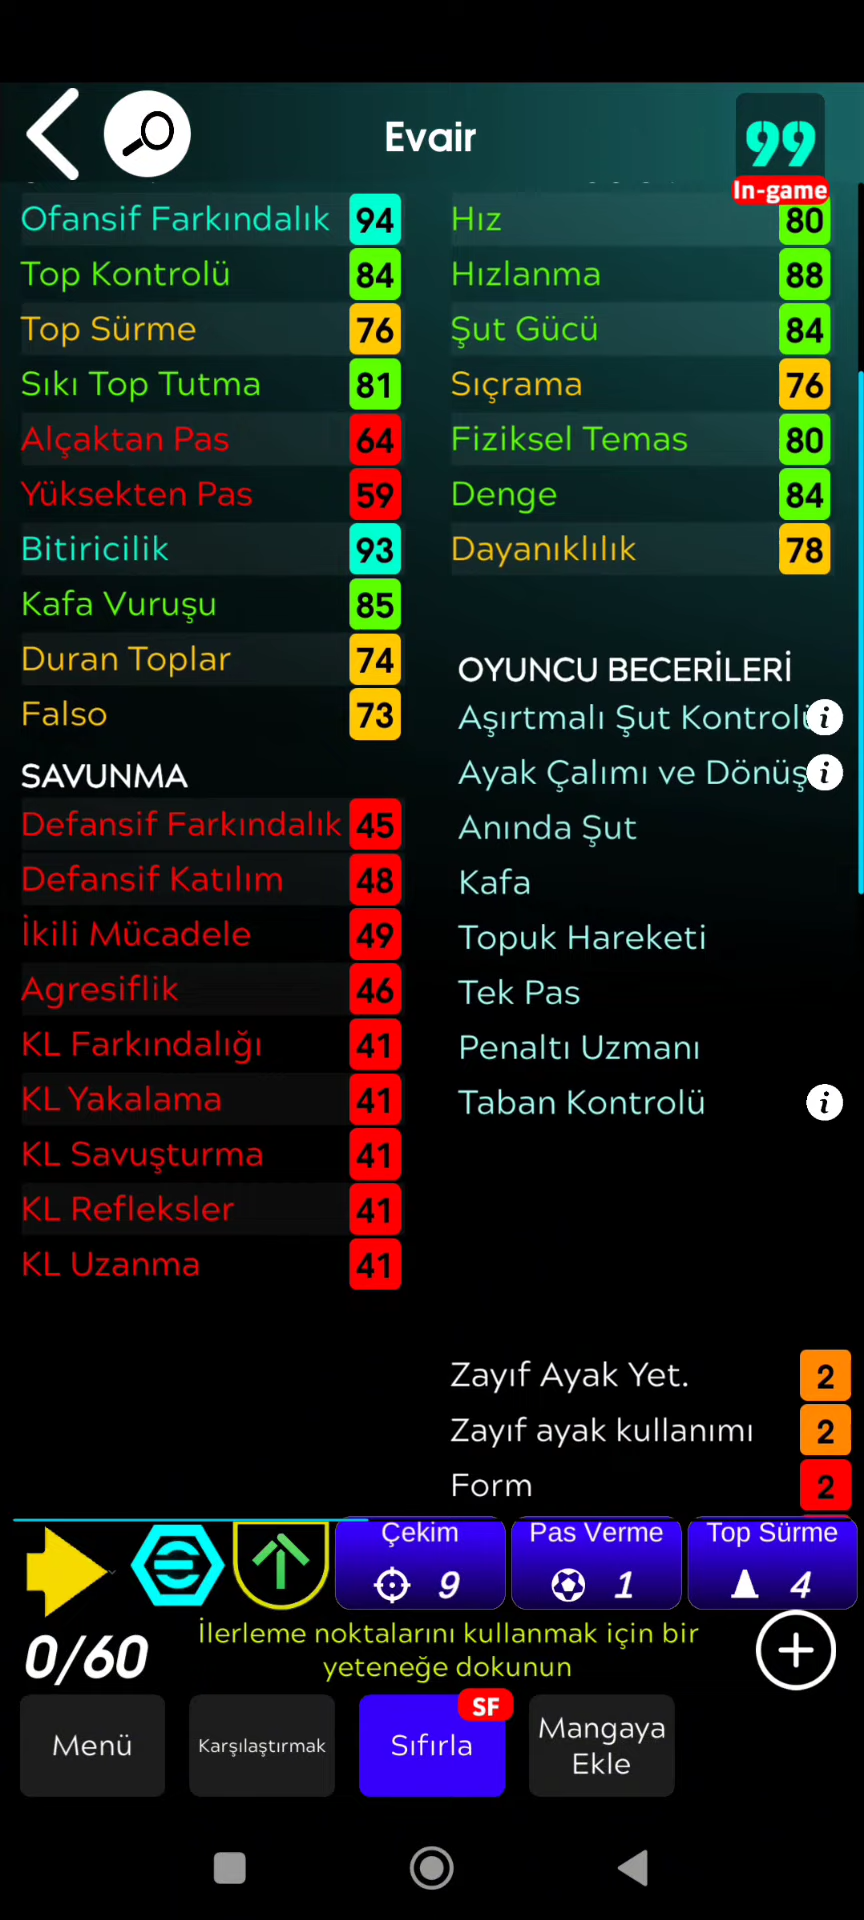 Evair
99
In-game
Ofansif Farkındalık 94
Top Kontrolü 84
Top Sürme 76
Sıkı Top Tutma 81
Alçaktan Pas 64
Yüksekten Pas 59
Bitiricilik 93
Kafa Vuruşu 85
Duran Toplar 74
Falso 73
SAVUNMA
Defansif Farkındalık 45
Defansif Katılım 48
İkili Mücadele 49
Agresiflik 46
KL Farkındalığı 41
KL Yakalama 41
KL Savuşturma 41
KL Refleksler 41
KL Uzanma 41
Hız 80
Hızlanma 88
Şut Gücü 84
Sıçrama 76
Fiziksel Temas 80
Denge 84
Dayanıklılık 78
OYUNCU BECERİLERİ
Aşırtmalı Şut Kontrolü i
Ayak Çalımı ve Dönüş i
Anında Şut
Kafa
Topuk Hareketi
Tek Pas
Penaltı Uzmanı
Taban Kontrolü i
Zayıf Ayak Yet. 2
Zayıf ayak kullanımı 2
Form 2
Çekim
9
Pas Verme
1
Top Sürme
4
0/60
İlerleme noktalarını kullanmak için bir
yeteneğe dokunun
Menü
Karşılaştırmak
SF
Sıfırla
Mangaya
Ekle